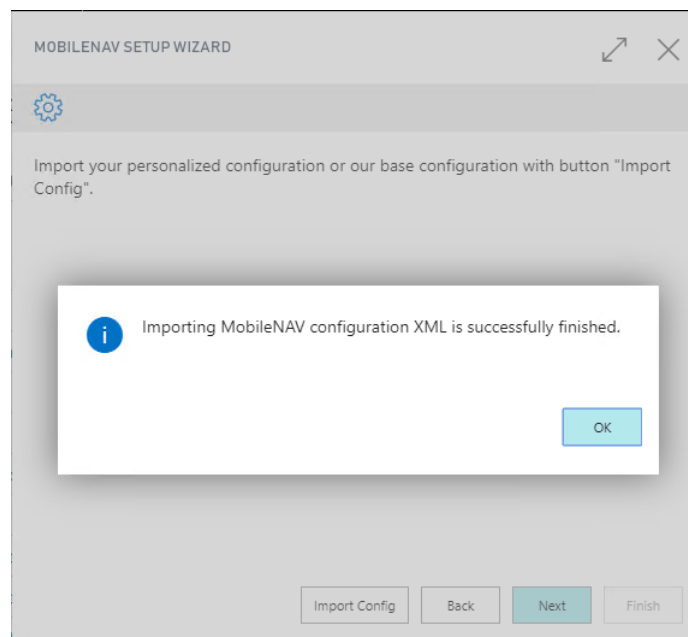 MOBILENAV SETUP WIZARD
Import your personalized configuration or our base configuration with button "Import
Config".
i
Importing MobileNAV configuration XML is successfully finished.
OK
Import Config
Back
Next
Finish